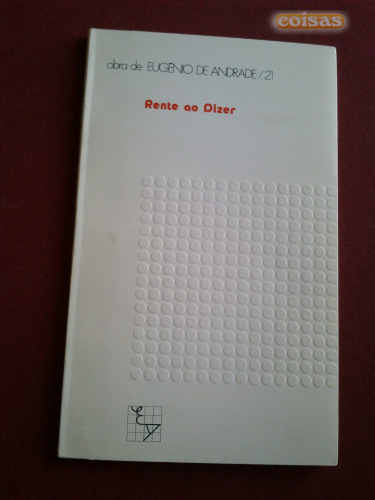 coisas
obra de EUGÉNIO DE ANDRADE/21
Rente ao Dizer